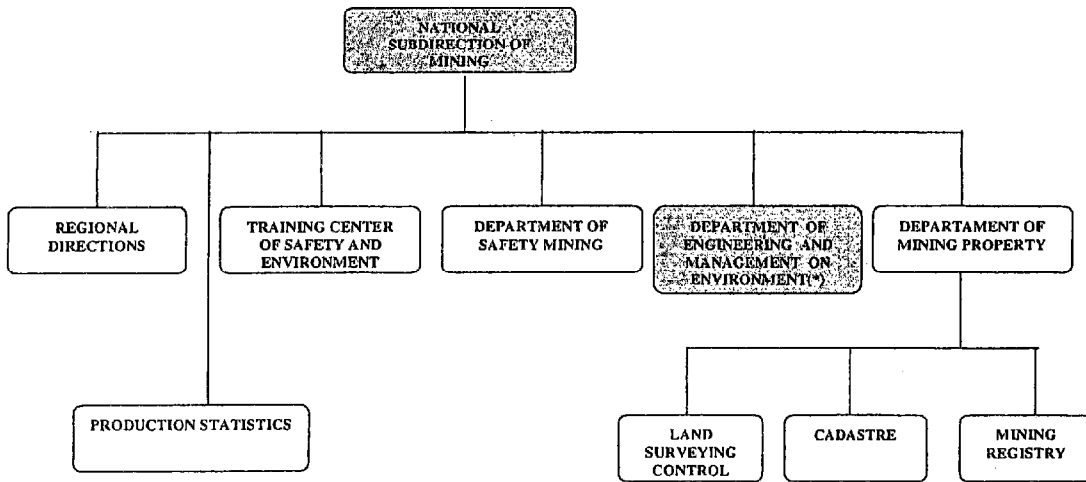 NATIONAL
SUBDIRECTION OF
MINING
REGIONAL
DIRECTIONS
TRAINING CENTER
OF SAFETY AND
ENVIRONMENT
DEPARTMENT OF
SAFETY MINING
DEPARTMENT OF
ENGINEERING AND
MANAGEMENT ON
ENVIRONMENT(*)
DEPARTAMENT OF
MINING PROPERTY
PRODUCTION STATISTICS
LAND
SURVEYING
CONTROL
CADASTRE
MINING
REGISTRY